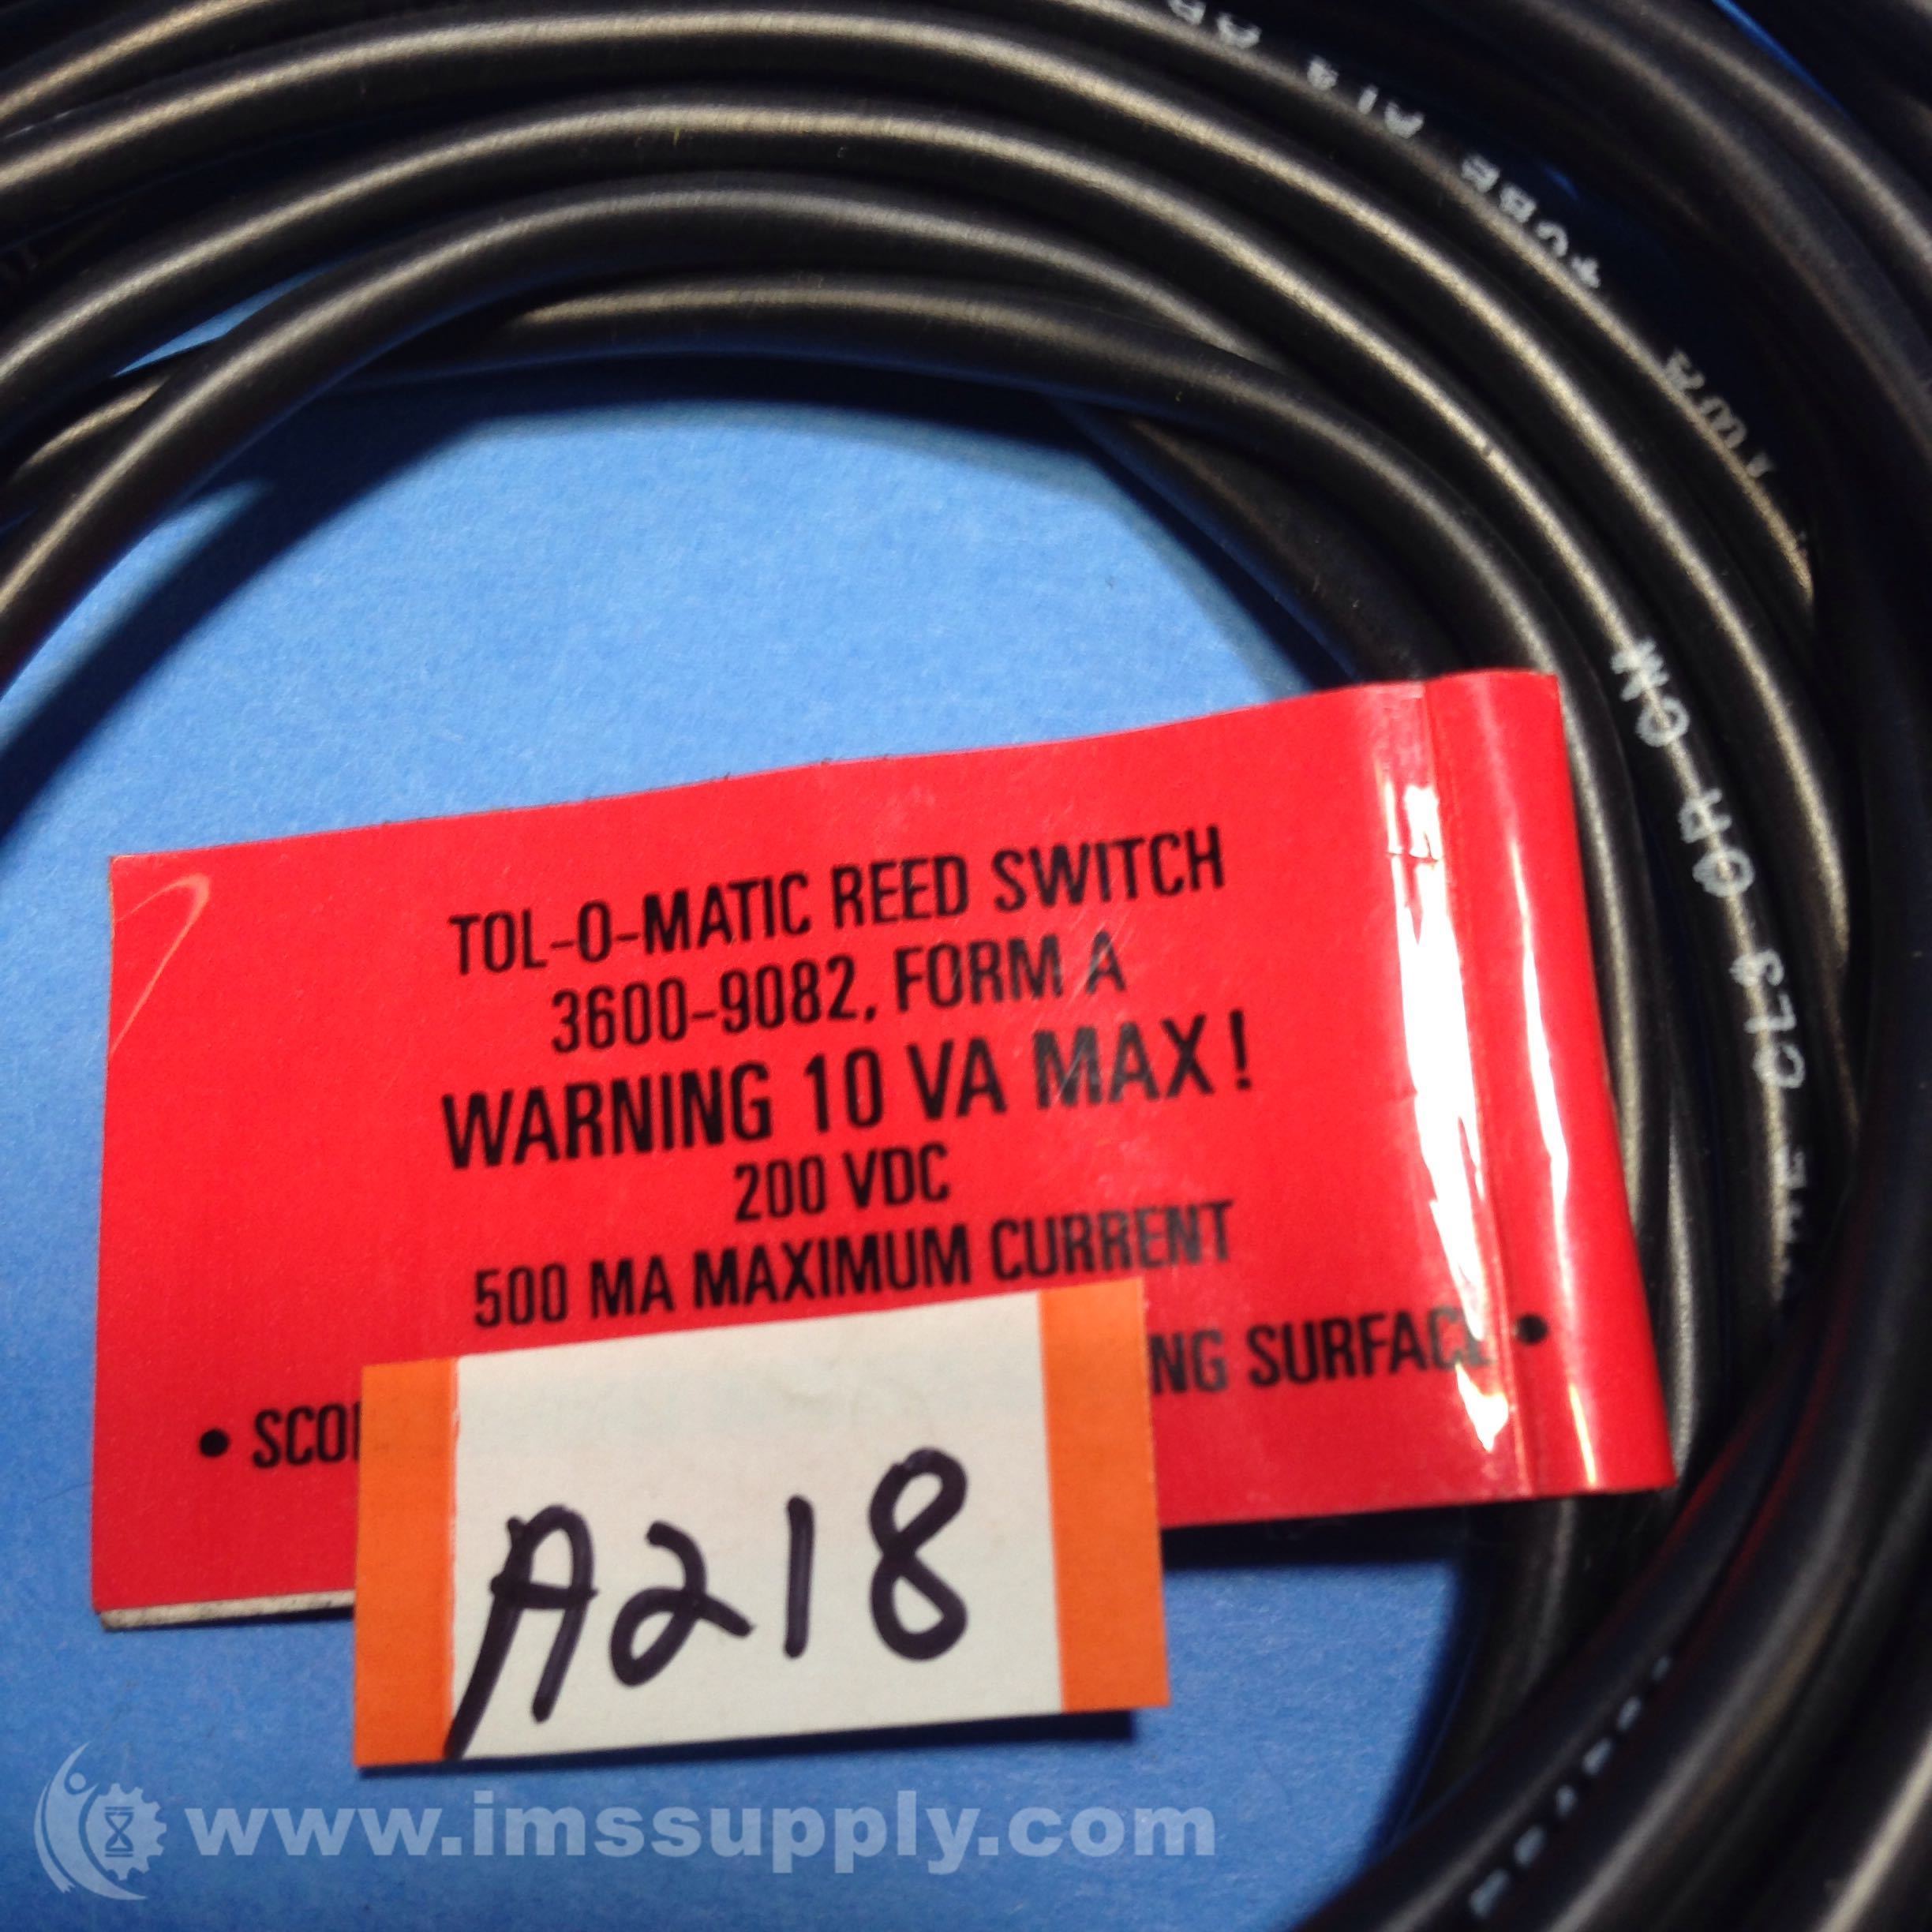 TOL-O-MATIC REED SWITCH
3600-9082, FORM A
WARNING 10 VA MAX!
200 VDC
500 MA MAXIMUM CURRENT
• SURFACE •
A218
CM OR CL3
www.imssupply.com